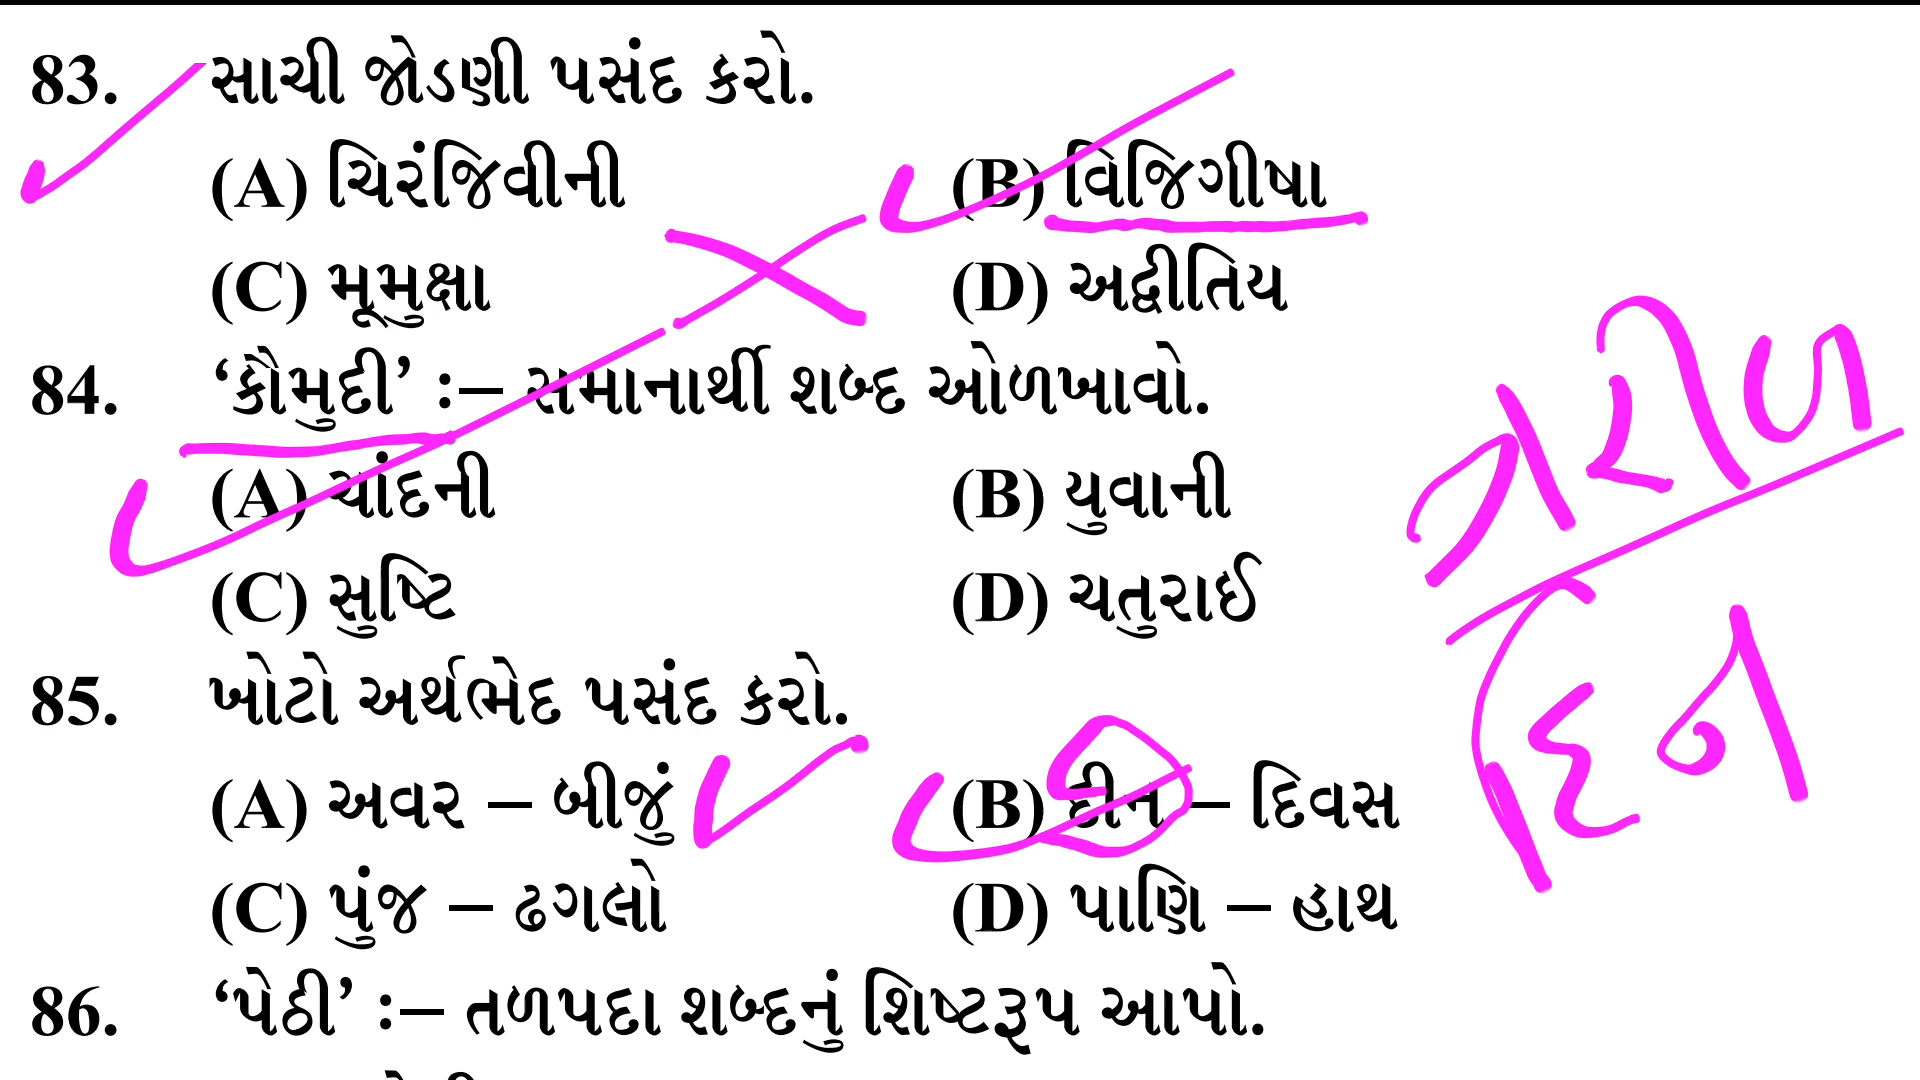 83. સાચી જોડણી પસંદ કરો.
(A) ચિરંજિવીની (B) વિજિગીષા
(C) મૂમુક્ષા (D) અદ્વીતિય
84. ‘કૌમુદી’ :– સમાનાર્થી શબ્દ ઓળખાવો.
(A) ચાંદની (B) યુવાની
(C) સુષ્ટિ (D) ચતુરાઈ
ગરીબ
85. ખોટો અર્થભેદ પસંદ કરો.
દિન
(A) અવર – બીજું (B) દીન – દિવસ
(C) પુંજ – ઢગલો (D) પાણિ – હાથ
86. ‘પેઠી’ :– તળપદા શબ્દનું શિષ્ટરૂપ આપો.